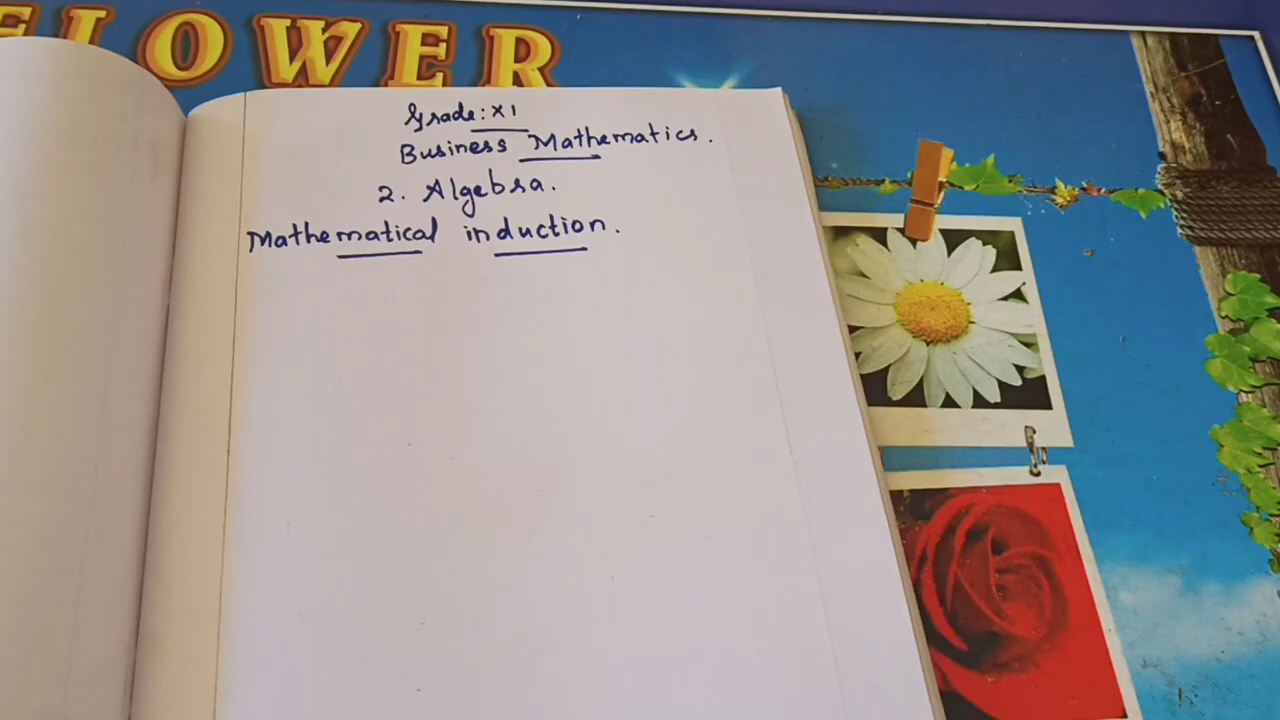 FLOWER
Grade: XI
Business Mathematics.
2. Algebra.
Mathematical induction.